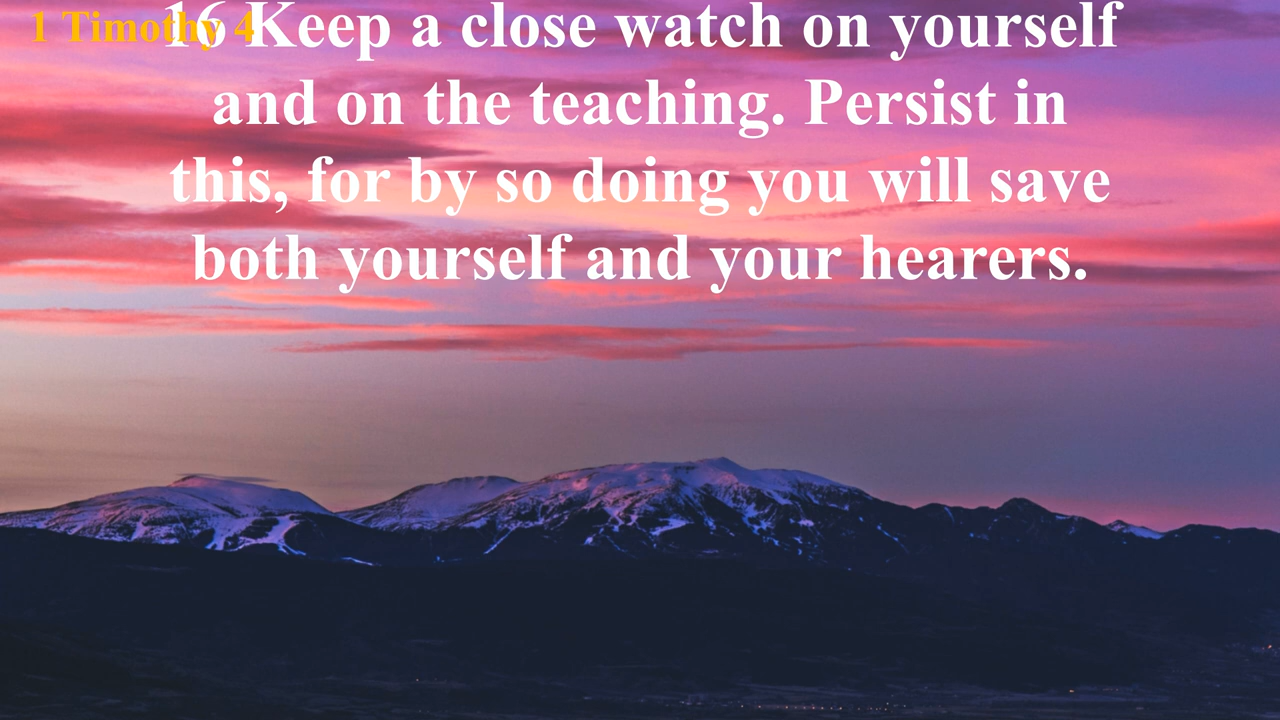 1 Timothy 4
16 Keep a close watch on yourself
and on the teaching. Persist in
this, for by so doing you will save
both yourself and your hearers.